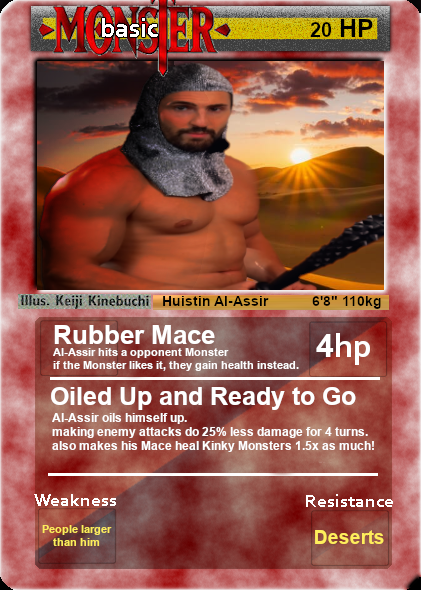 MONSTER
basic
20 HP
Illus. Keiji Kinebuchi
Huistin Al-Assir 6'8" 110kg
Rubber Mace
Al-Assir hits a opponent Monster
if the Monster likes it, they gain health instead.
4hp
Oiled Up and Ready to Go
Al-Assir oils himself up.
making enemy attacks do 25% less damage for 4 turns.
also makes his Mace heal Kinky Monsters 1.5x as much!
Weakness
Resistance
People larger
than him
Deserts